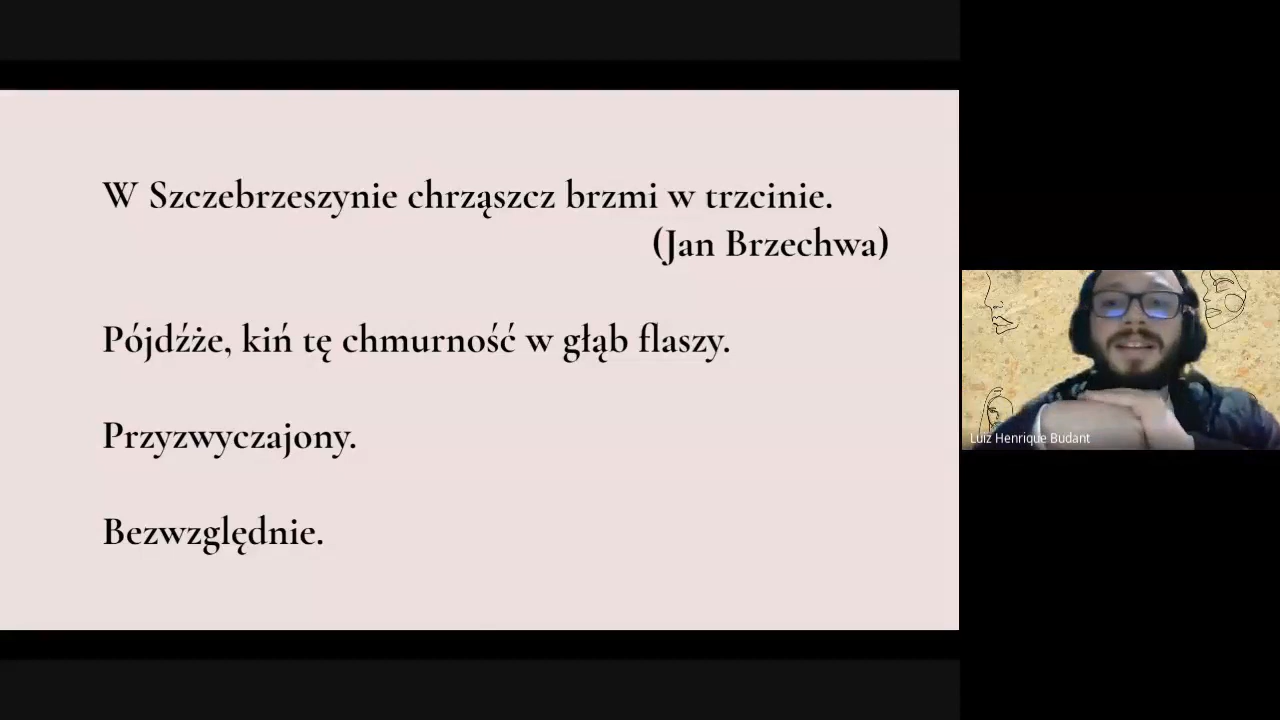 W Szczebrzeszynie chrząszcz brzmi w trzcinie.
(Jan Brzechwa)
Pójdźże, kiń tę chmurność w głąb flaszy.
Przyzwyczajony.
Bezwzględnie.
Luiz Henrique Budant